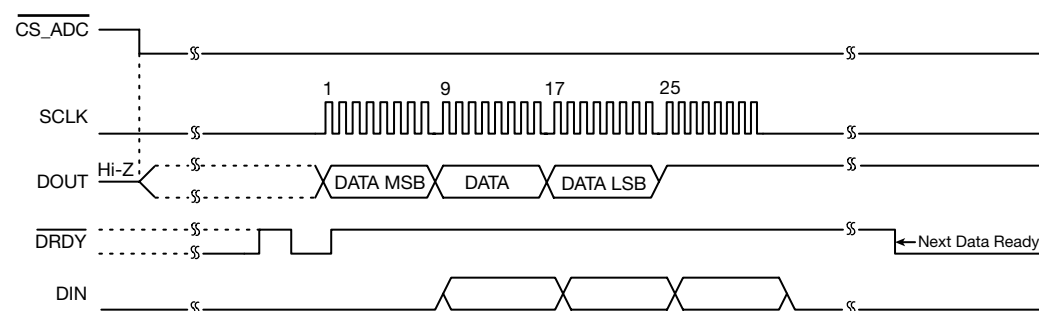 CS_ADC
1 9 17 25
SCLK
Hi-Z
DOUT DATA MSB DATA DATA LSB
DRDY Next Data Ready
DIN